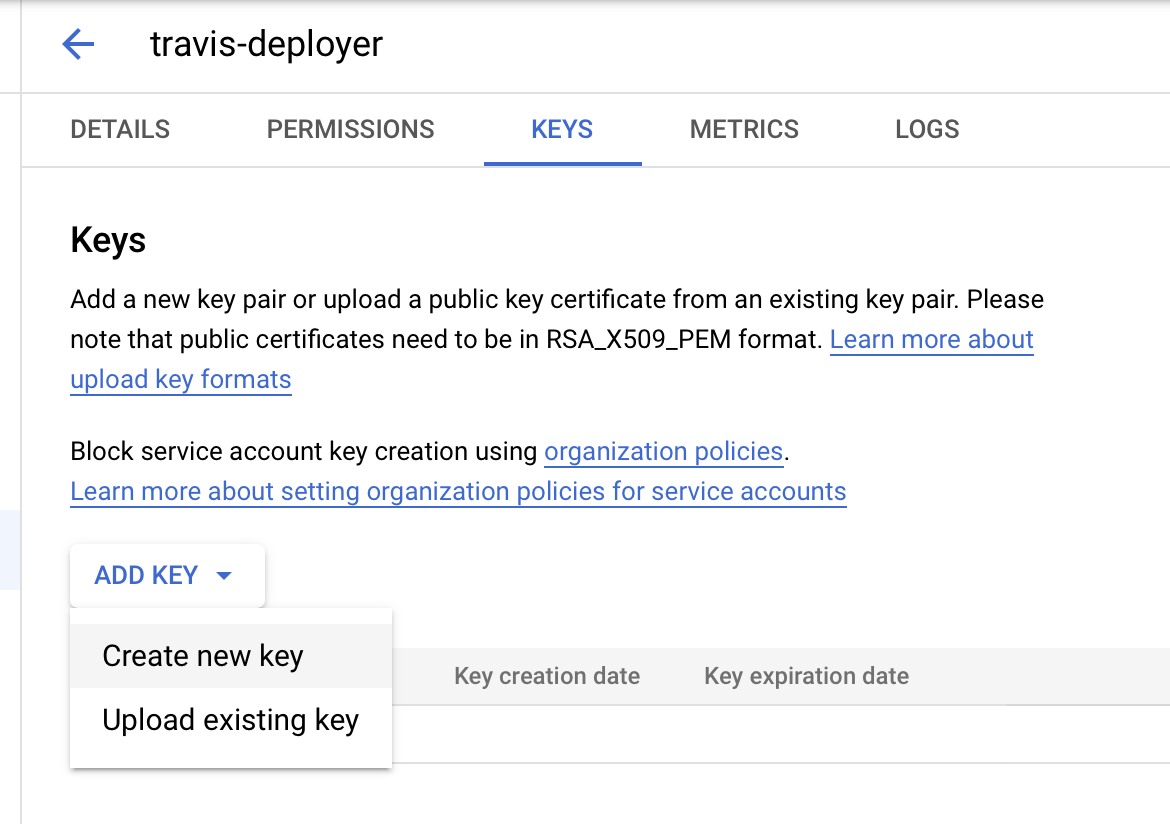 travis-deployer
DETAILS PERMISSIONS KEYS METRICS LOGS
Keys
Add a new key pair or upload a public key certificate from an existing key pair. Please
note that public certificates need to be in RSA_X509_PEM format. Learn more about
upload key formats
Block service account key creation using organization policies.
Learn more about setting organization policies for service accounts
ADD KEY
Create new key
Key creation date Key expiration date
Upload existing key